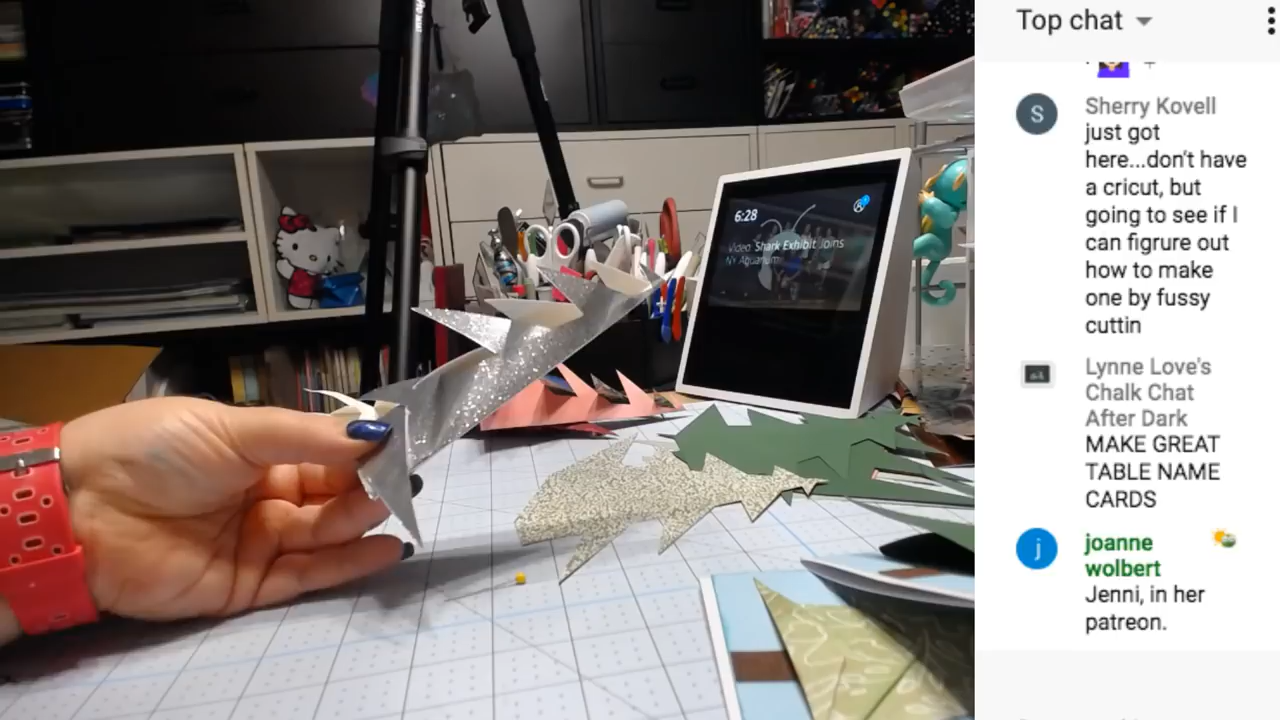 6:28
Video: Shark Exhibit Joins
NY Aquarium
Top chat
S
Sherry Kovell
just got
here...don't have
a cricut, but
going to see if I
can figrure out
how to make
one by fussy
cuttin
Lynne Love's
Chalk Chat
After Dark
MAKE GREAT
TABLE NAME
CARDS
j
joanne
wolbert
Jenni, in her
patreon.